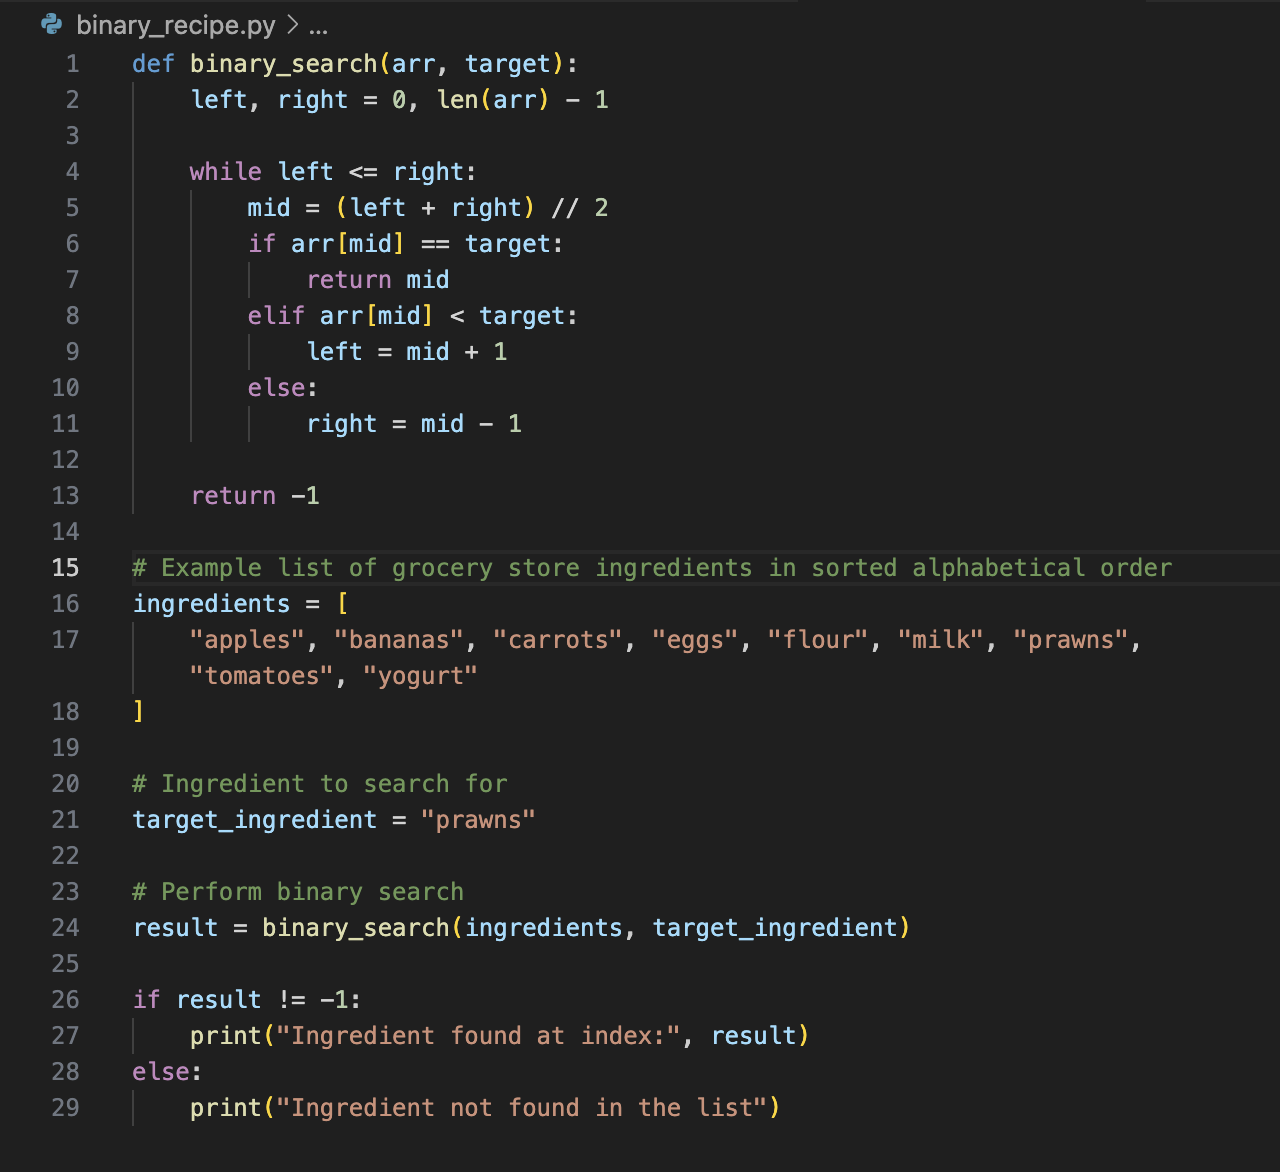 binary_recipe.py > ...
1 def binary_search(arr, target):
2     left, right = 0, len(arr) - 1
3
4     while left <= right:
5         mid = (left + right) // 2
6         if arr[mid] == target:
7             return mid
8         elif arr[mid] < target:
9             left = mid + 1
10         else:
11             right = mid - 1
12
13     return -1
14
15 # Example list of grocery store ingredients in sorted alphabetical order
16 ingredients = [
17     "apples", "bananas", "carrots", "eggs", "flour", "milk", "prawns",
    "tomatoes", "yogurt"
18 ]
19
20 # Ingredient to search for
21 target_ingredient = "prawns"
22
23 # Perform binary search
24 result = binary_search(ingredients, target_ingredient)
25
26 if result != -1:
27     print("Ingredient found at index:", result)
28 else:
29     print("Ingredient not found in the list")